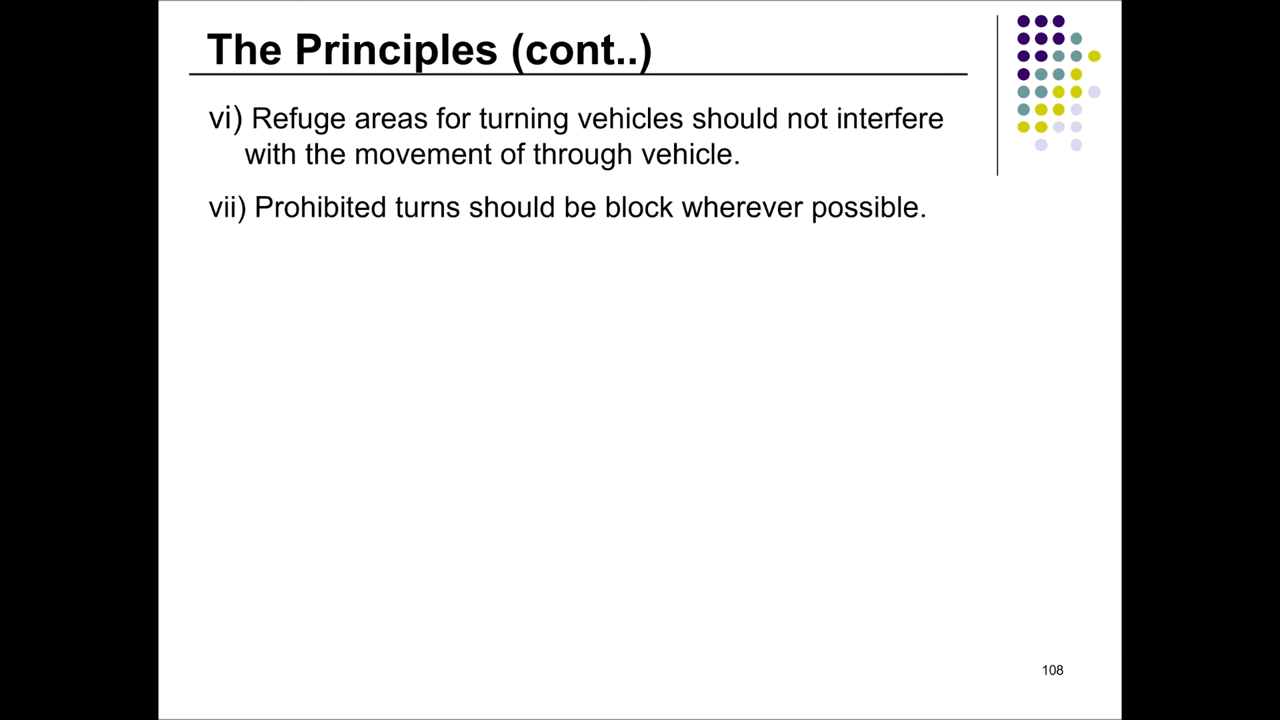 The Principles (cont..)
vi) Refuge areas for turning vehicles should not interfere
with the movement of through vehicle.
vii) Prohibited turns should be block wherever possible.
108